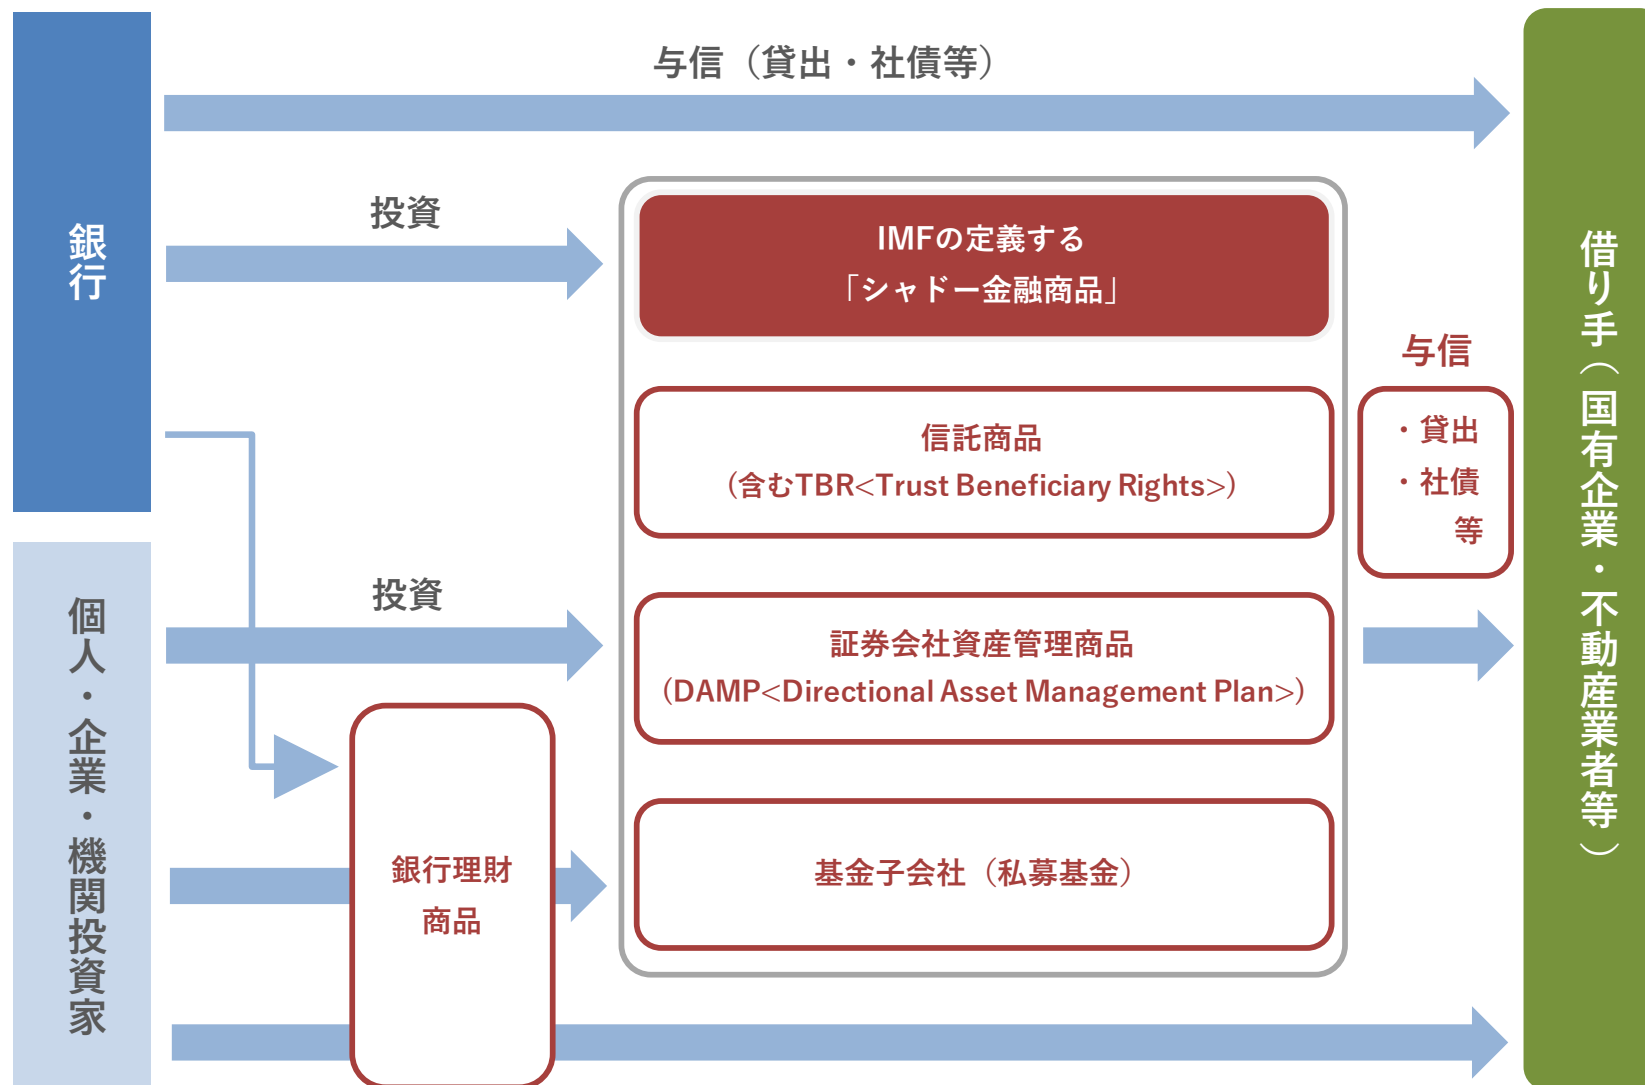 与信（貸出・社債等）
銀行
投資
IMFの定義する
「シャドー金融商品」
信託商品
(含むTBR<Trust Beneficiary Rights>)
与信
・貸出
・社債
等
借り手（国有企業・不動産業者等）
個人・企業・機関投資家
投資
証券会社資産管理商品
(DAMP<Directional Asset Management Plan>)
銀行理財
商品
基金子会社（私募基金）